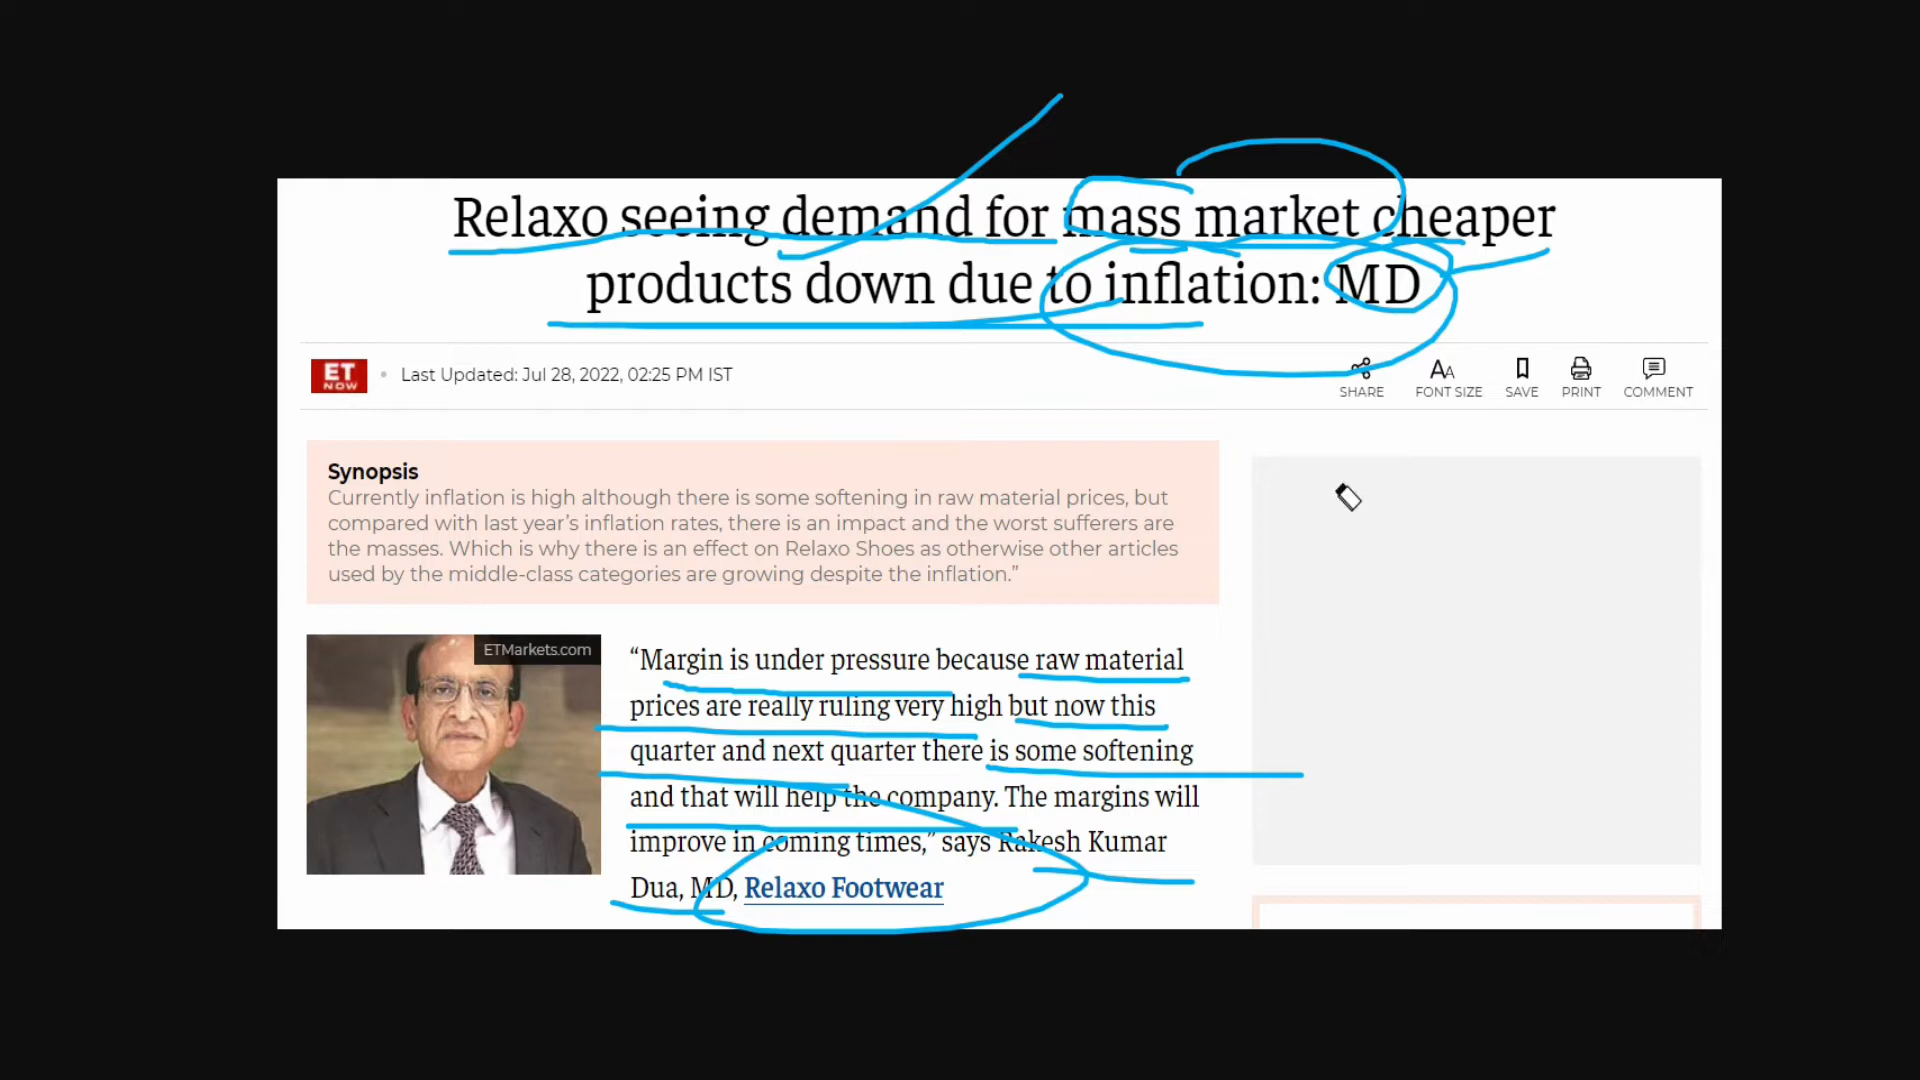 Relaxo seeing demand for mass market cheaper
products down due to inflation: MD
ET NOW • Last Updated: Jul 28, 2022, 02:25 PM IST
SHARE FONT SIZE SAVE PRINT COMMENT
Synopsis
Currently inflation is high although there is some softening in raw material prices, but
compared with last year’s inflation rates, there is an impact and the worst sufferers are
the masses. Which is why there is an effect on Relaxo Shoes as otherwise other articles
used by the middle-class categories are growing despite the inflation.”
ETMarkets.com
“Margin is under pressure because raw material
prices are really ruling very high but now this
quarter and next quarter there is some softening
and that will help the company. The margins will
improve in coming times,” says Rakesh Kumar
Dua, MD, Relaxo Footwear